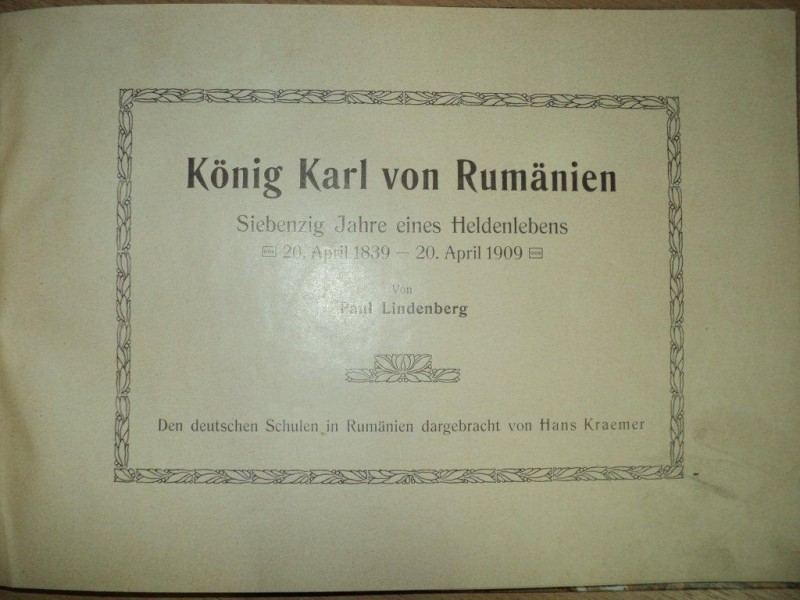 König Karl von Rumänien
Siebenzig Jahre eines Heldenlebens
20. April 1839 — 20. April 1909
Von
Paul Lindenberg
Den deutschen Schulen in Rumänien dargebracht von Hans Kraemer